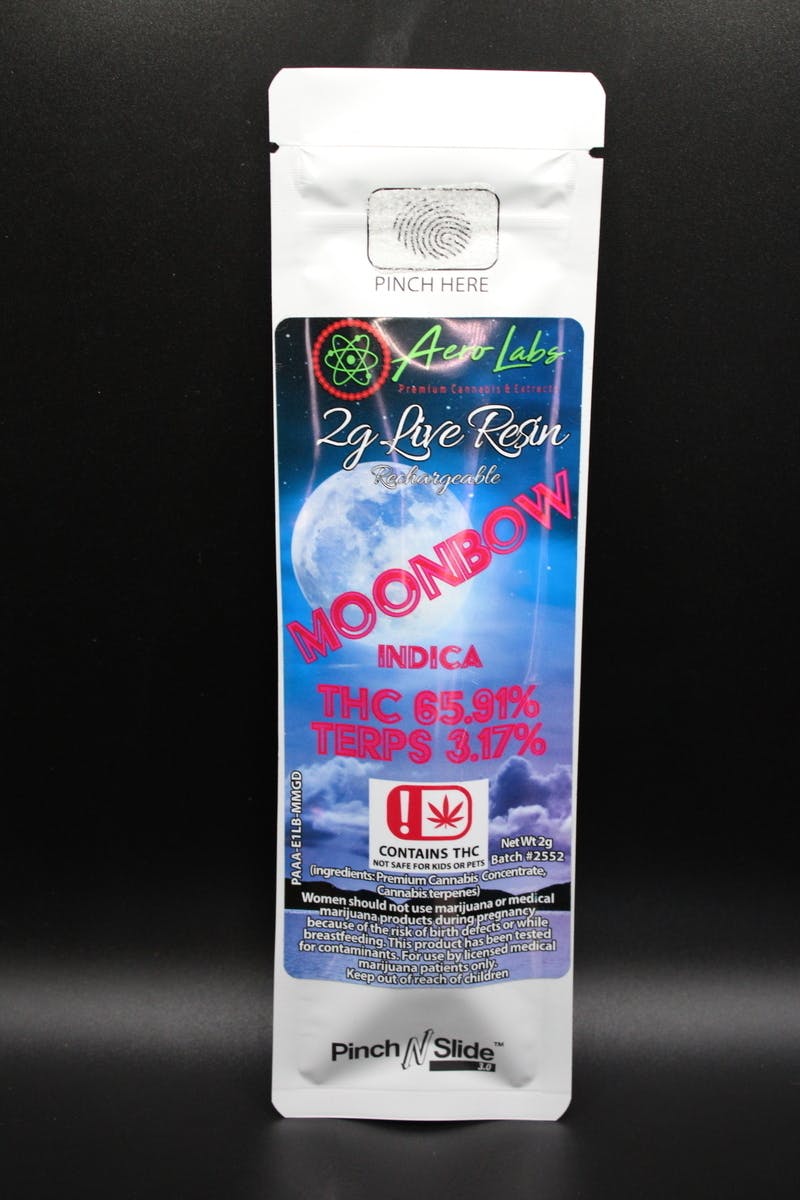 PINCH HERE
Aero Labs
Premium Cannabis & Extracts
2g Live Resin
Rechargeable
MOONBOW
INDICA
THC 65.91%
TERPS 3.17%
PAAA-E1LB-MMGD
!
CONTAINS THC
NOT SAFE FOR KIDS OR PETS
Net Wt 2g
Batch #2552
(ingredients: Premium Cannabis Concentrate,
Cannabis terpenes)
Women should not use marijuana or medical
marijuana products during pregnancy
because of the risk of birth defects or while
breastfeeding. This product has been tested
for contaminants. For use by licensed medical
marijuana patients only.
Keep out of reach of children
Pinch N Slide™
3.0